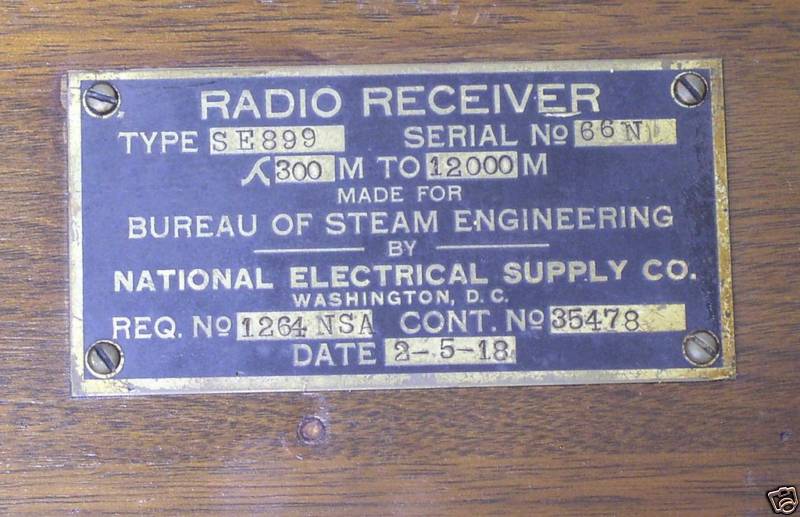 RADIO RECEIVER
TYPE SE899 SERIAL No 66N
λ 300 M TO 12000 M
MADE FOR
BUREAU OF STEAM ENGINEERING
BY
NATIONAL ELECTRICAL SUPPLY CO.
WASHINGTON, D.C.
REQ. No 1264 NSA CONT. No 35478
DATE 2-5-18